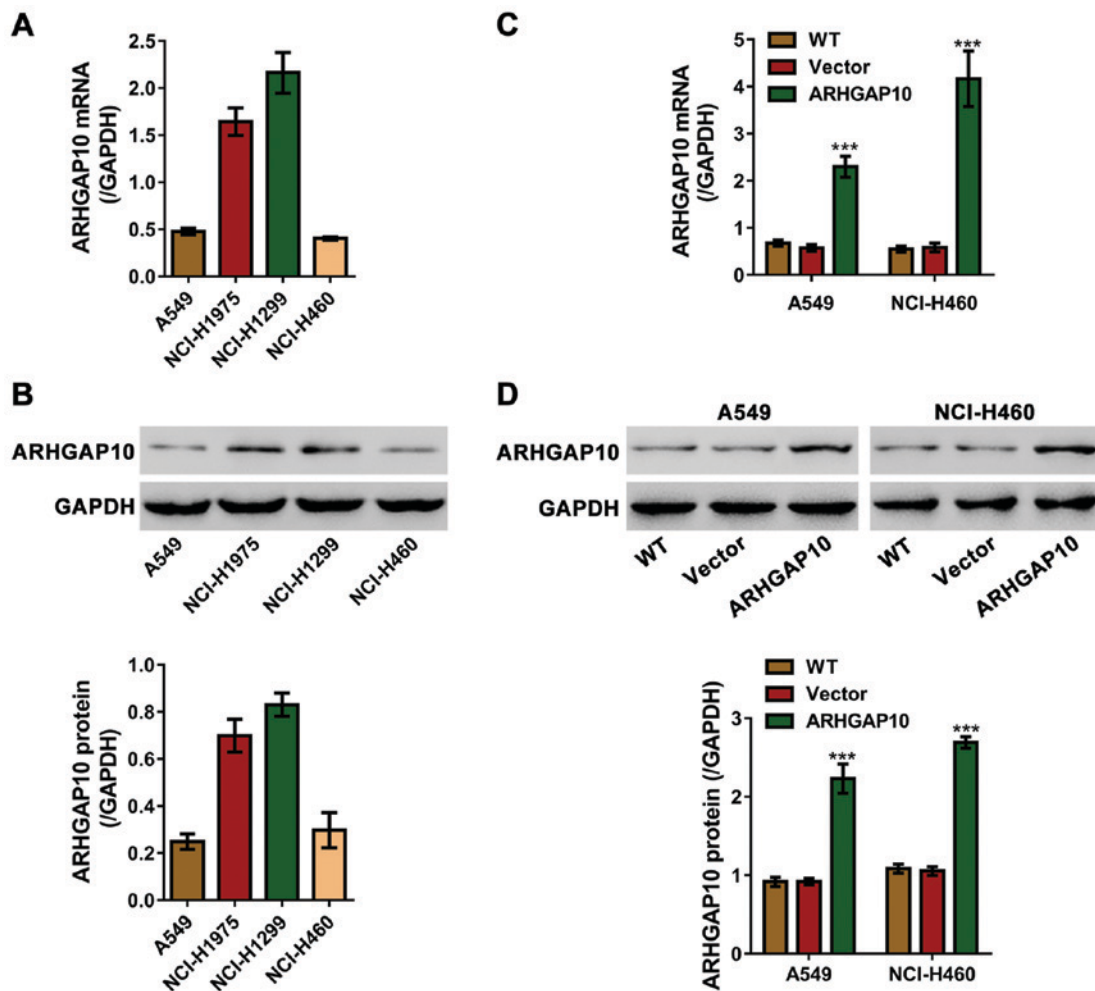 A
ARHGAP10 mRNA
(/GAPDH)
2.5
2.0
1.5
1.0
0.5
0.0
A549
NCI-H1975
NCI-H1299
NCI-H460
C
WT
Vector
ARHGAP10
ARHGAP10 mRNA
(/GAPDH)
5
4
3
2
1
0
***
***
A549
NCI-H460
B
ARHGAP10
GAPDH
A549
NCI-H1975
NCI-H1299
NCI-H460
ARHGAP10 protein
(/GAPDH)
1.0
0.8
0.6
0.4
0.2
0.0
A549
NCI-H1975
NCI-H1299
NCI-H460
D
A549
NCI-H460
ARHGAP10
GAPDH
WT
Vector
ARHGAP10
WT
Vector
ARHGAP10
WT
Vector
ARHGAP10
ARHGAP10 protein (/GAPDH)
3
2
1
0
***
***
A549
NCI-H460